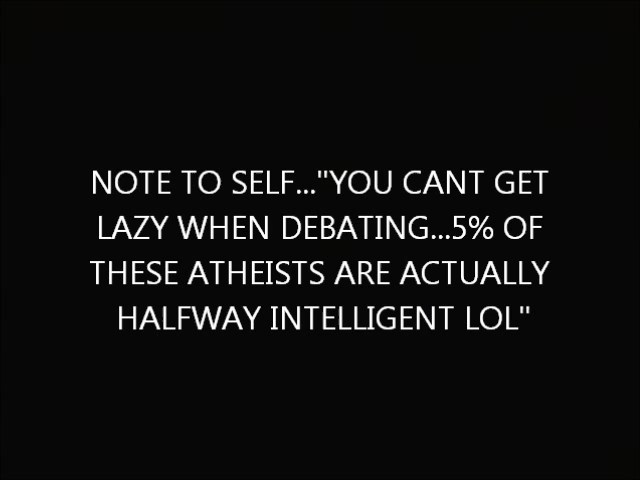 NOTE TO SELF..."YOU CANT GET
LAZY WHEN DEBATING...5% OF
THESE ATHEISTS ARE ACTUALLY
HALFWAY INTELLIGENT LOL"